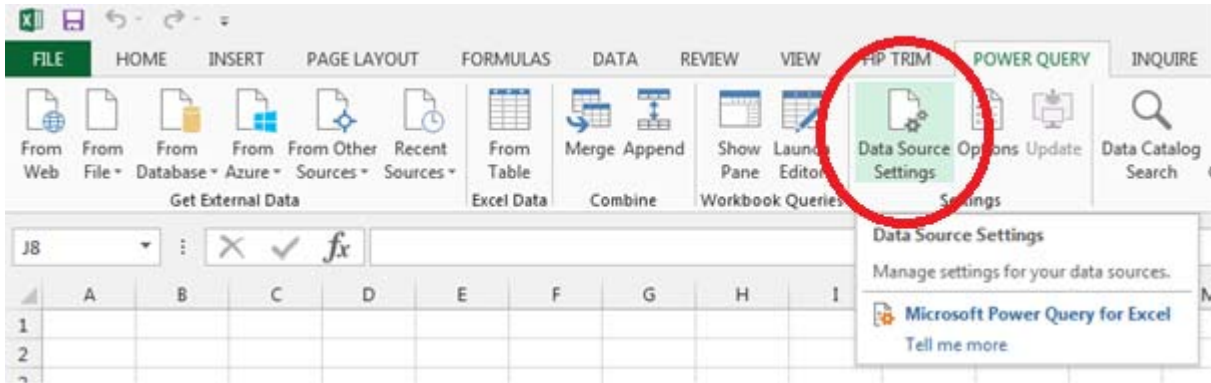 FILE HOME INSERT PAGE LAYOUT FORMULAS DATA REVIEW VIEW HP TRIM POWER QUERY INQUIRE
From From From From From Other Recent From Merge Append Show Launch Data Source Options Update Data Catalog
Web File Database Azure Sources Sources Table Pane Editor Settings Search
Get External Data Excel Data Combine Workbook Queries Settings
J8 fx
Data Source Settings
Manage settings for your data sources.
A B C D E F G H I
1
Microsoft Power Query for Excel
2
Tell me more